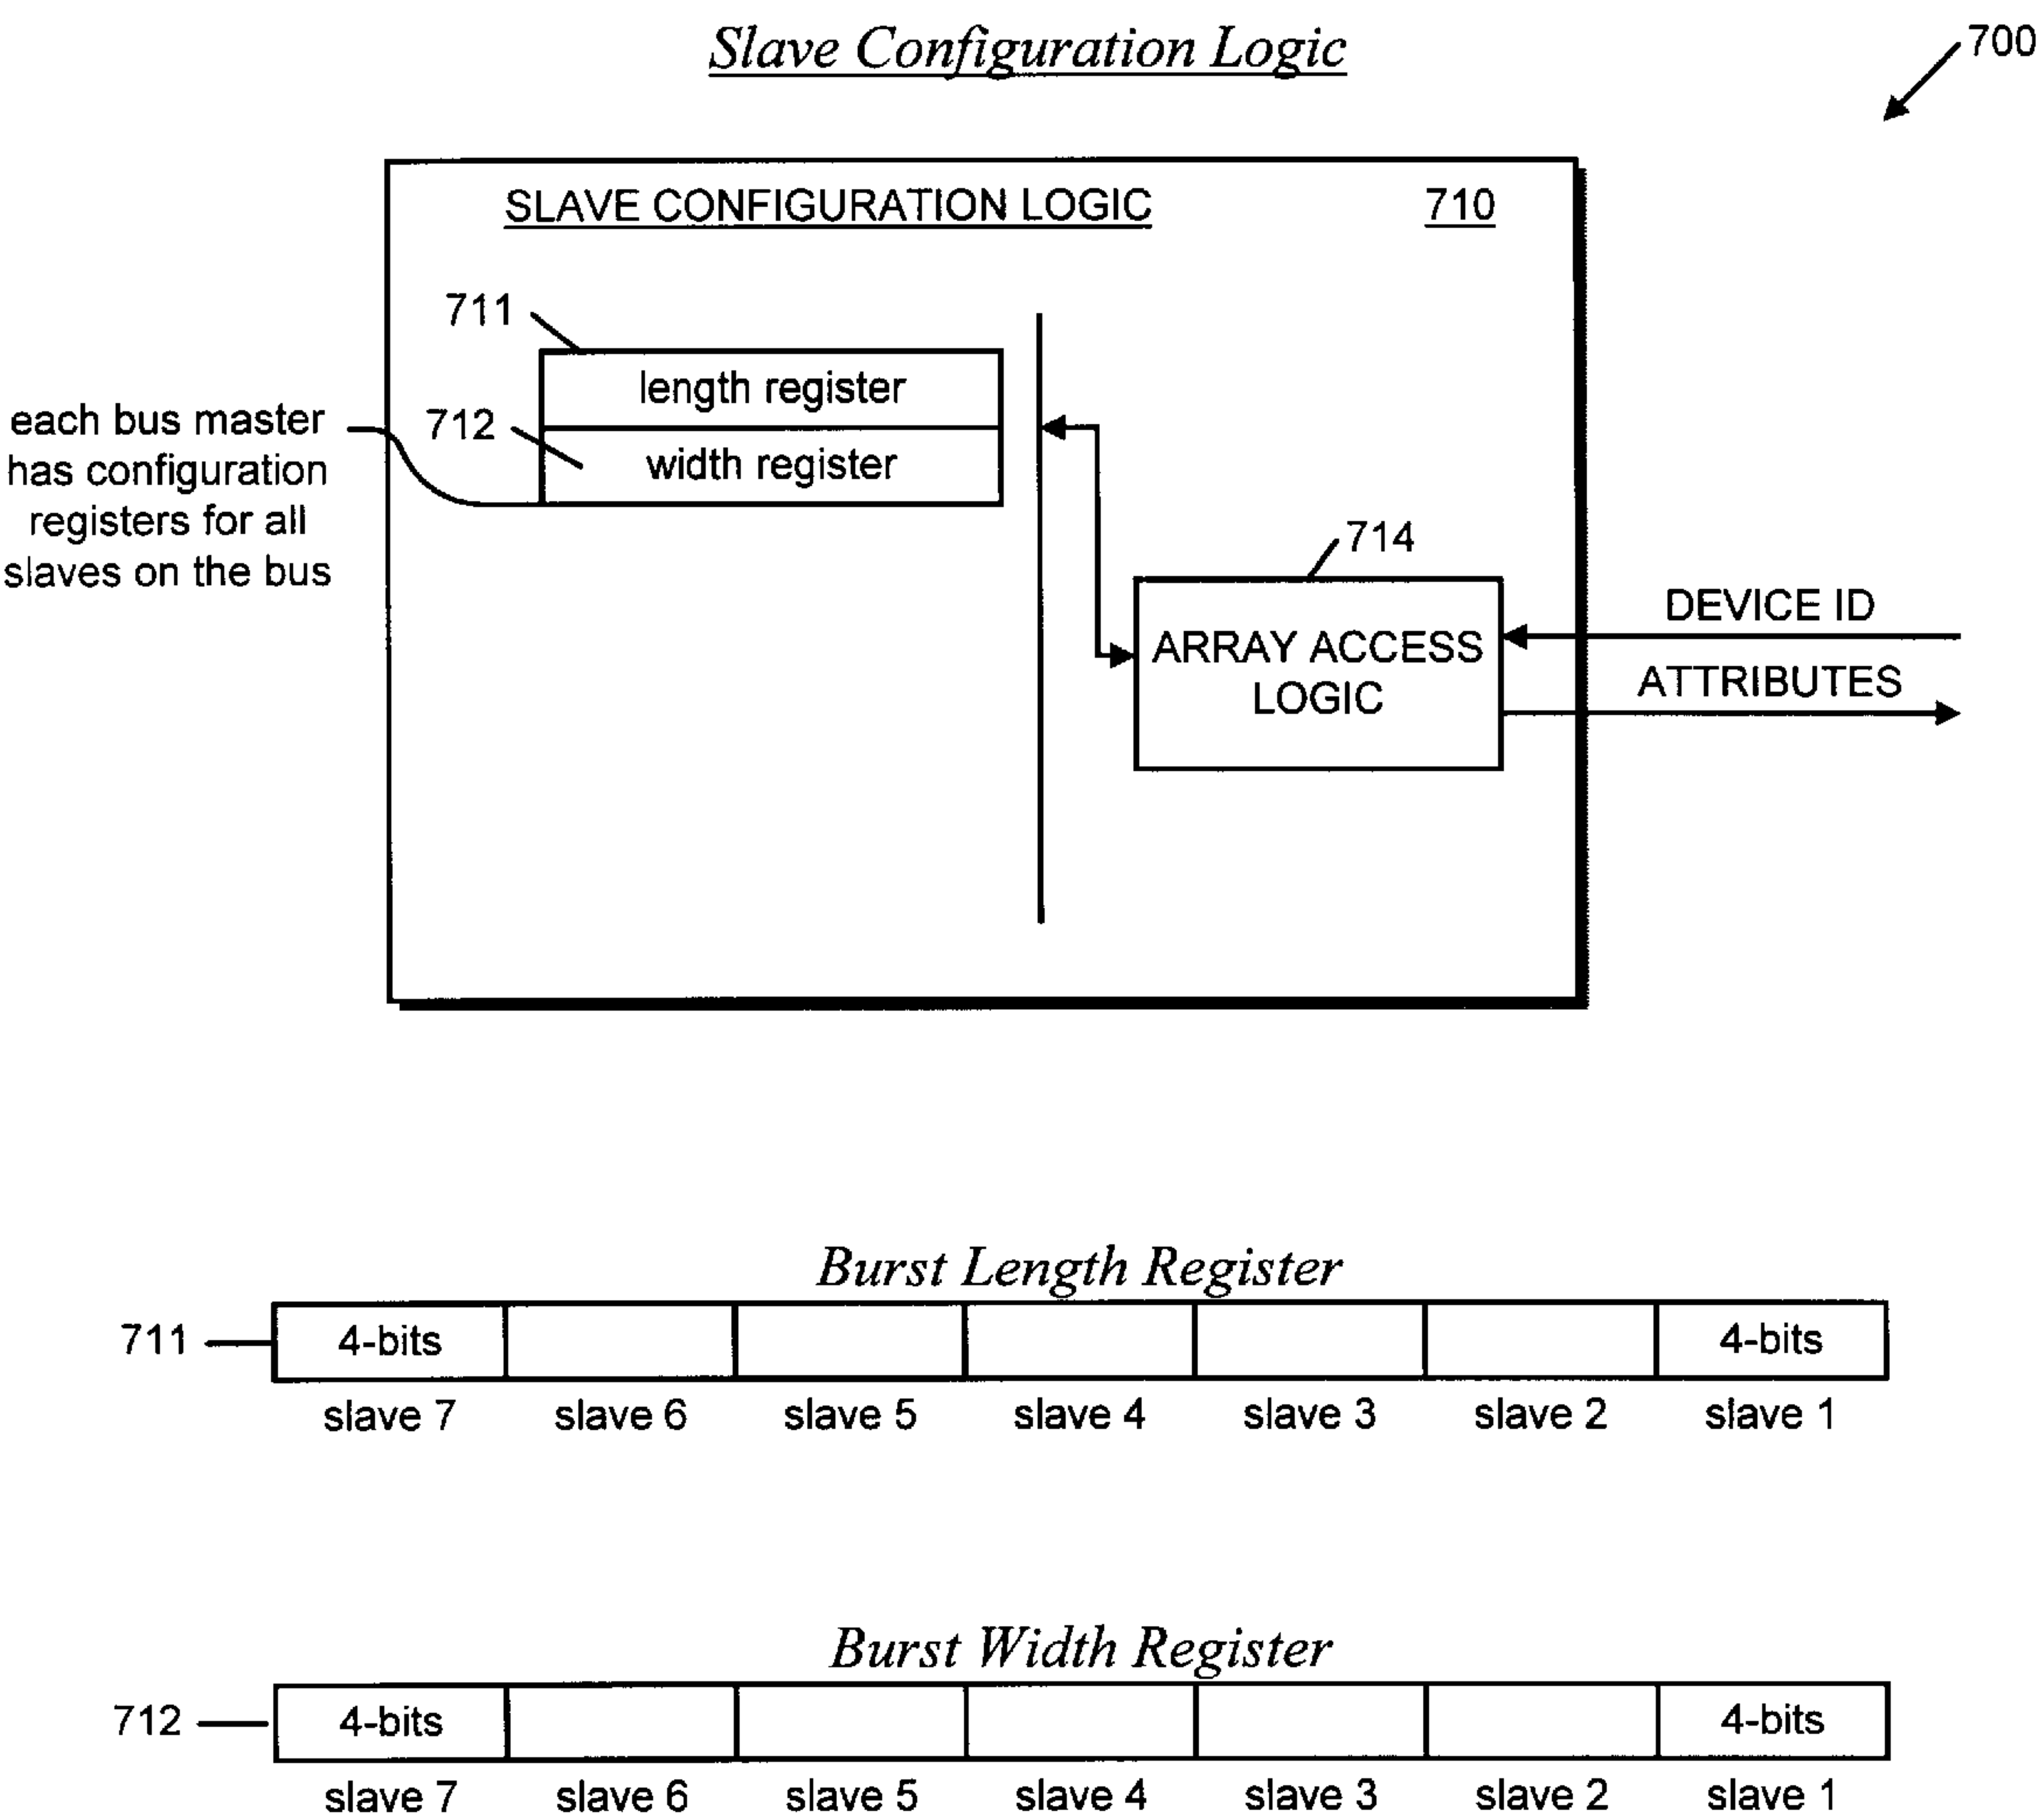 Slave Configuration Logic
700
SLAVE CONFIGURATION LOGIC
710
711
length register
each bus master
has configuration
registers for all
slaves on the bus
712
width register
714
ARRAY ACCESS
LOGIC
DEVICE ID
ATTRIBUTES
Burst Length Register
711
4-bits
4-bits
slave 7 slave 6 slave 5 slave 4 slave 3 slave 2 slave 1
Burst Width Register
712
4-bits
4-bits
slave 7 slave 6 slave 5 slave 4 slave 3 slave 2 slave 1